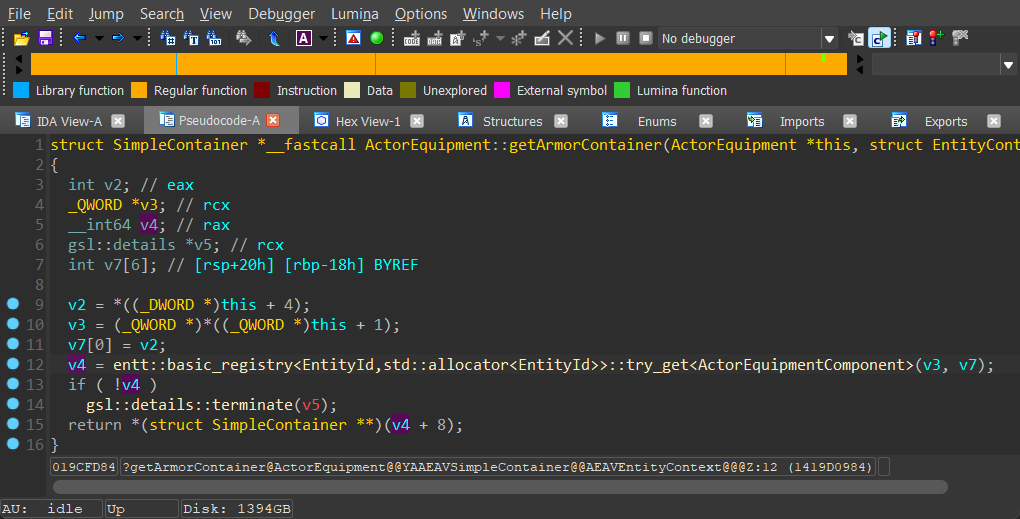 File Edit Jump Search View Debugger Lumina Options Windows Help
No debugger
Library function Regular function Instruction Data Unexplored External symbol Lumina function
IDA View-A Pseudocode-A Hex View-1 Structures Enums Imports Exports
1 struct SimpleContainer *__fastcall ActorEquipment::getArmorContainer(ActorEquipment *this, struct EntityCont
2 {
3 int v2; // eax
4 _QWORD *v3; // rcx
5 __int64 v4; // rax
6 gsl::details *v5; // rcx
7 int v7[6]; // [rsp+20h] [rbp-18h] BYREF
8
9 v2 = *((_DWORD *)this + 4);
10 v3 = (_QWORD *)*((_QWORD *)this + 1);
11 v7[0] = v2;
12 v4 = entt::basic_registry<EntityId,std::allocator<EntityId>>::try_get<ActorEquipmentComponent>(v3, v7);
13 if ( !v4 )
14 gsl::details::terminate(v5);
15 return *(struct SimpleContainer **)(v4 + 8);
16 }
019CFD84 ?getArmorContainer@ActorEquipment@@YAAEAVSimpleContainer@@AEAVEntityContext@@@Z:12 (1419D0984)
AU: idle Up Disk: 1394GB